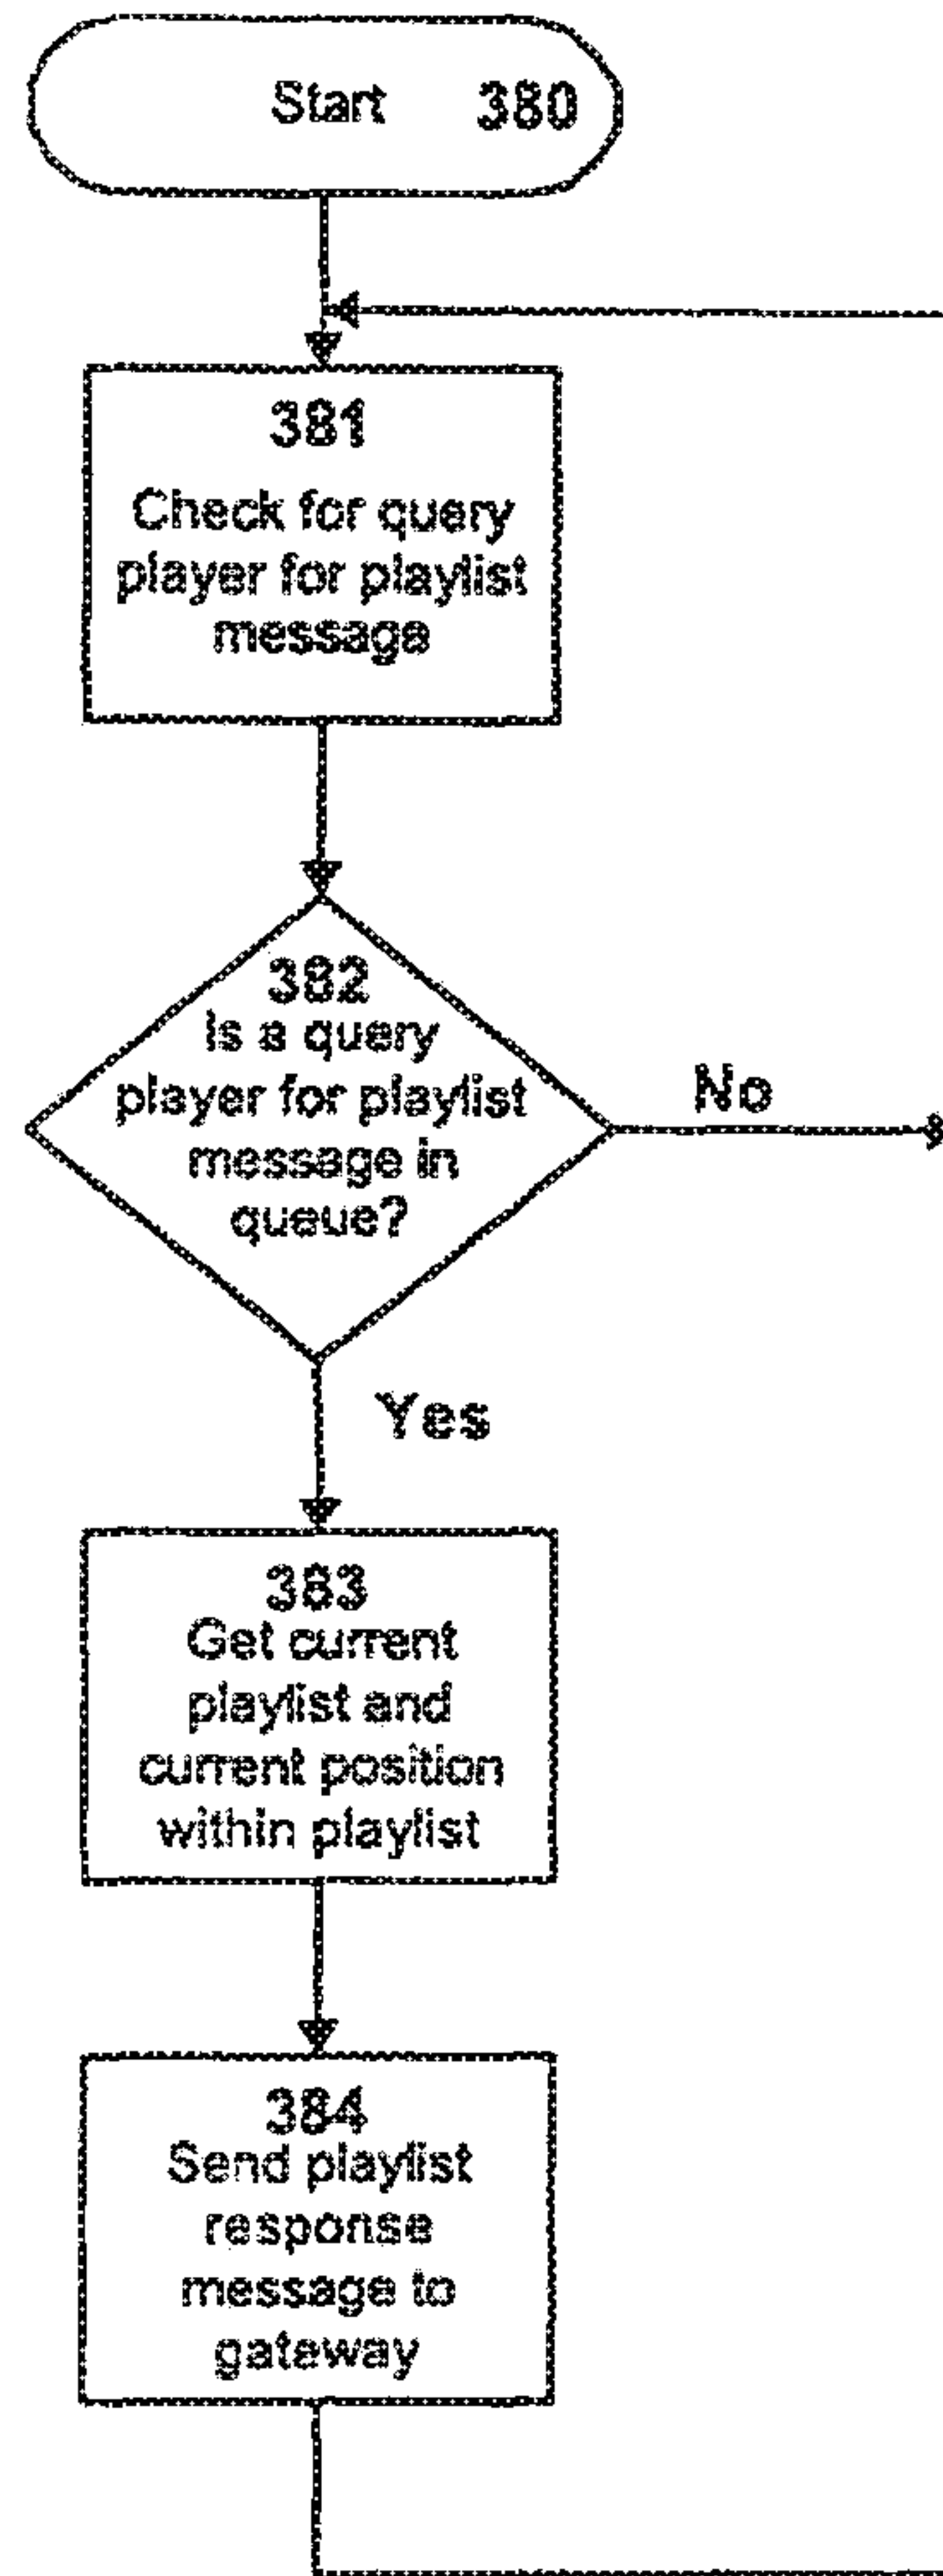 Start 380
381
Check for query
player for playlist
message
382
Is a query
player for playlist
message in
queue?
No
Yes
383
Get current
playlist and
current position
within playlist
384
Send playlist
response
message to
gateway